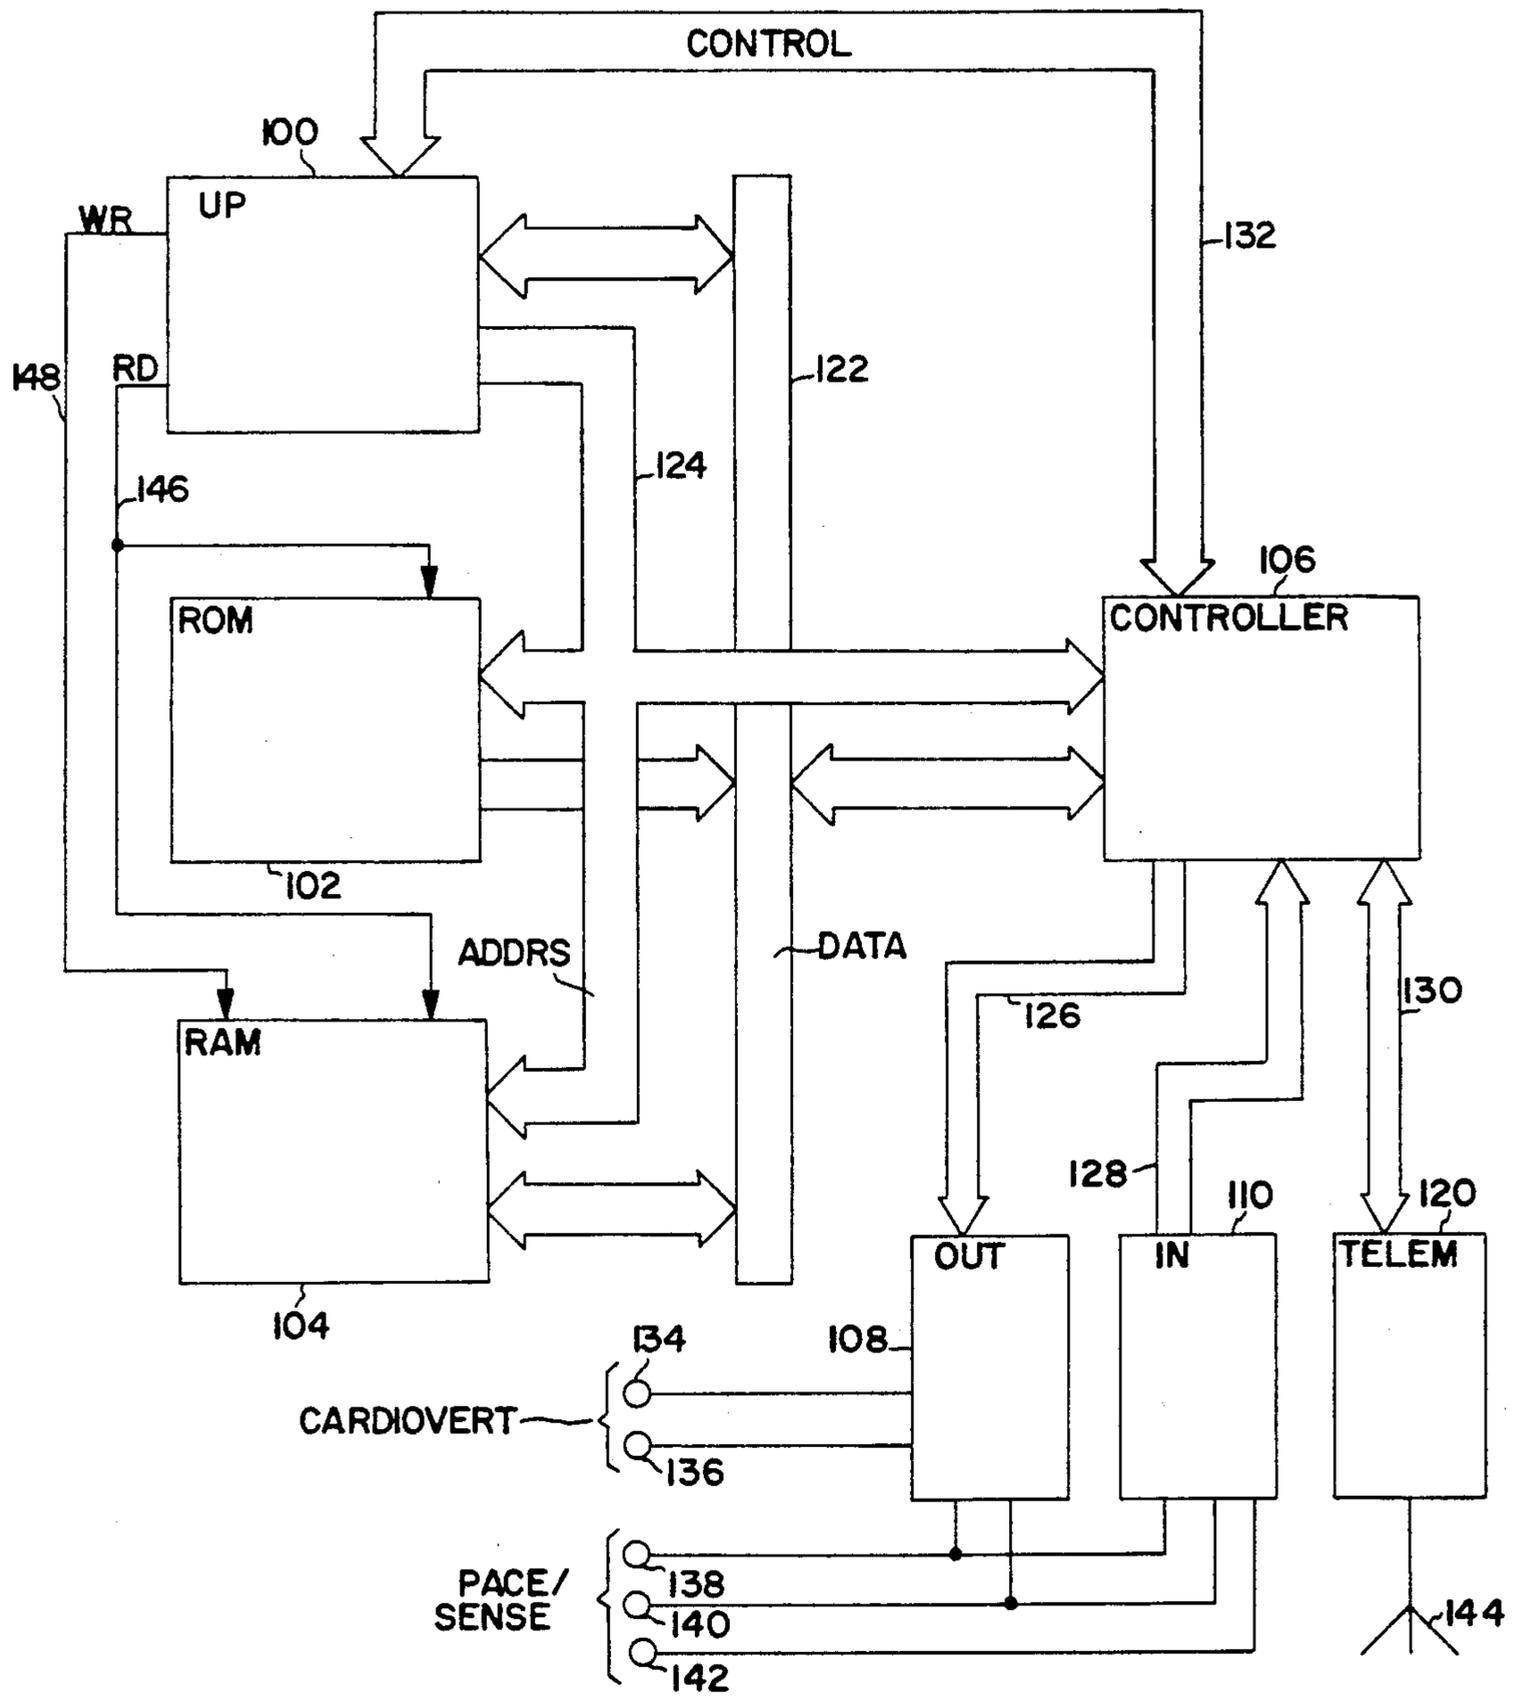 CONTROL
100
UP
WR
132
RD
148
122
124
146
106
ROM
CONTROLLER
102
ADDRS
DATA
126
130
RAM
128
110
120
OUT
IN
TELEM
104
134
108
CARDIOVERT
136
138
PACE/
SENSE
140
144
142